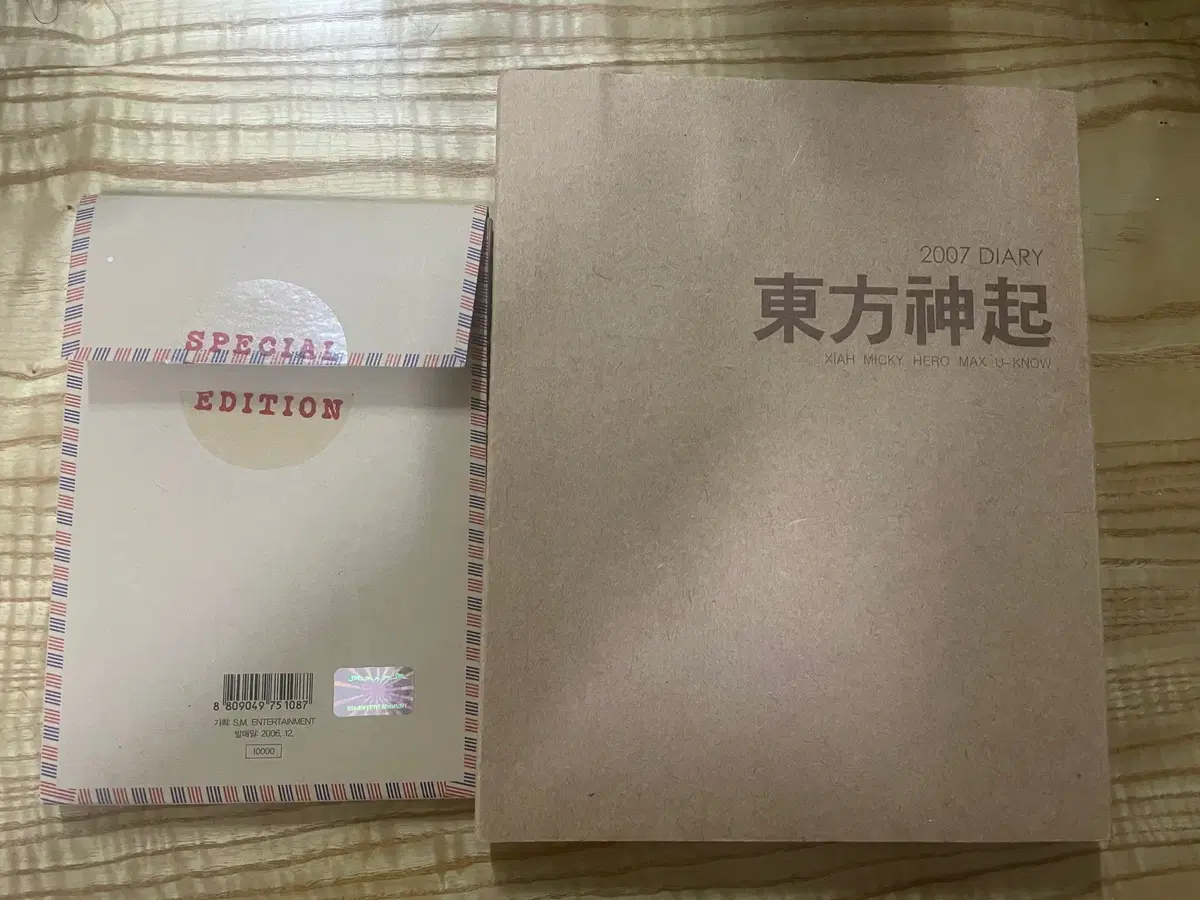 SPECIAL
EDITION
8 809049 751087
기획: S.M. ENTERTAINMENT
발매일: 2006. 12.
10000
2007 DIARY
東方神起
XIAH MICKY HERO MAX U-KNOW